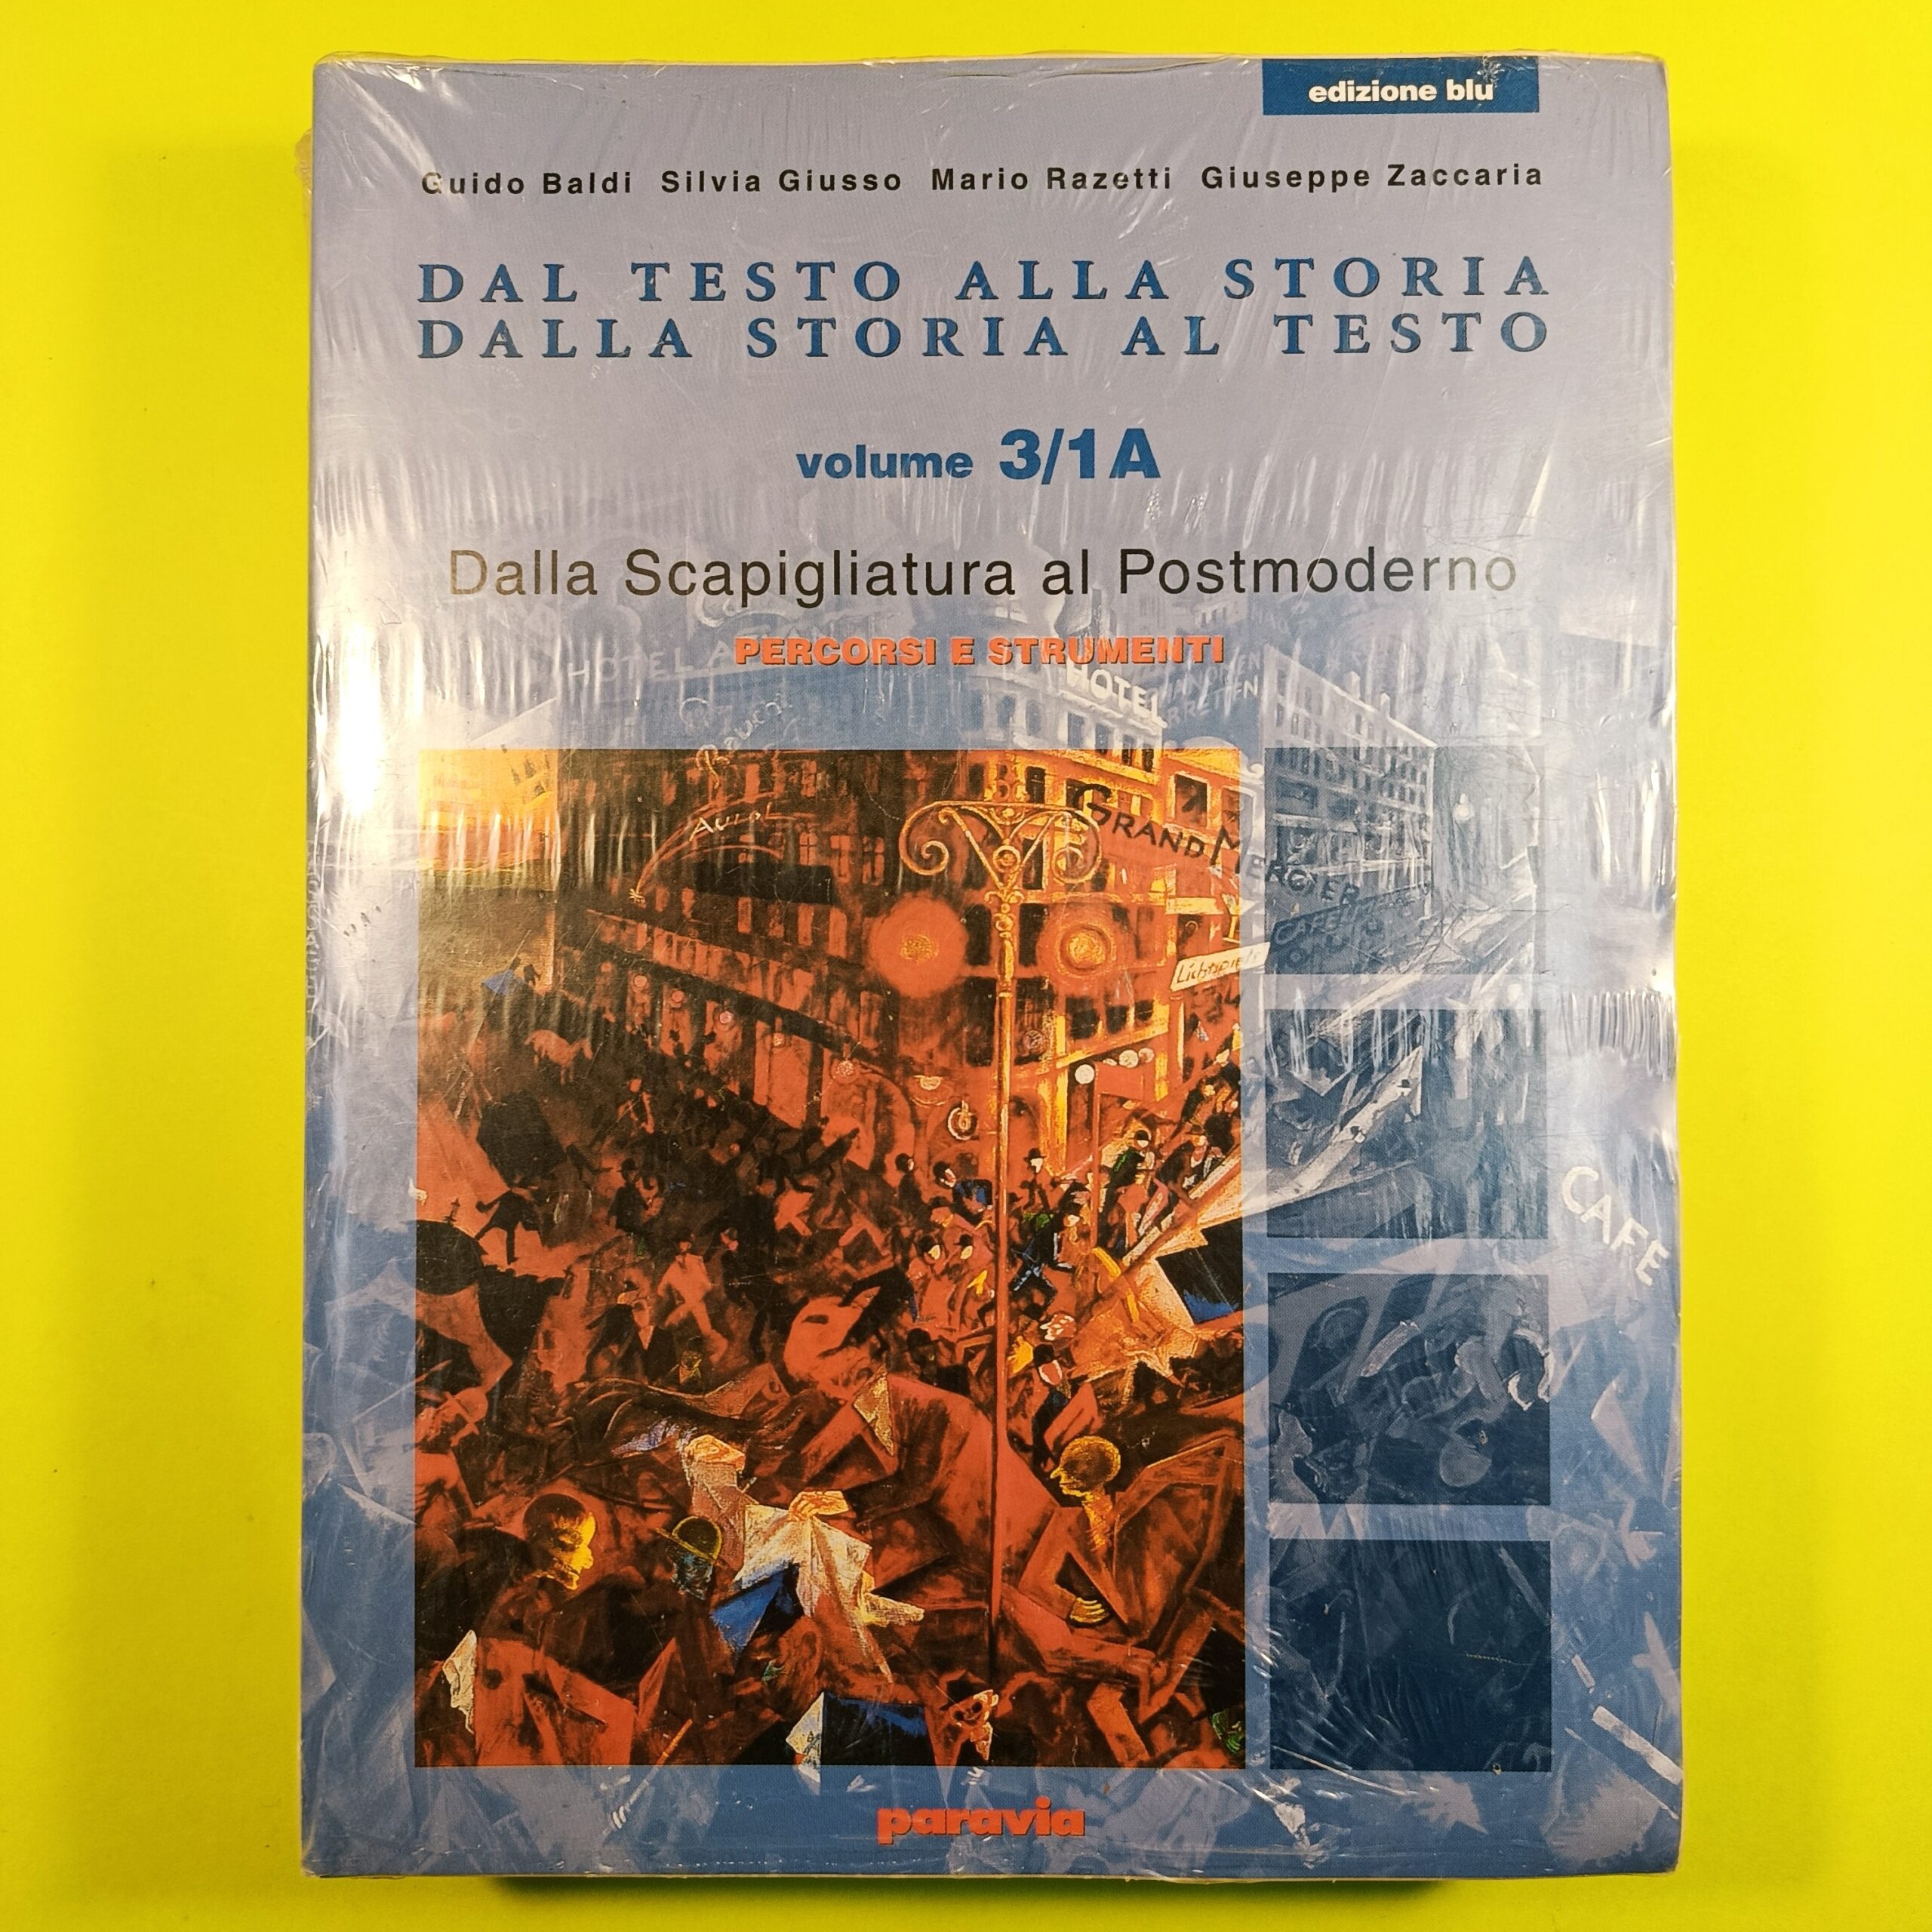 edizione blu
Guido Baldi Silvia Giusso Mario Razetti Giuseppe Zaccaria
DAL TESTO ALLA STORIA
DALLA STORIA AL TESTO
volume 3/1A
Dalla Scapigliatura al Postmoderno
PERCORSI E STRUMENTI
HOTEL
HOTEL
GRAND MERCIER
CAFE
paravia